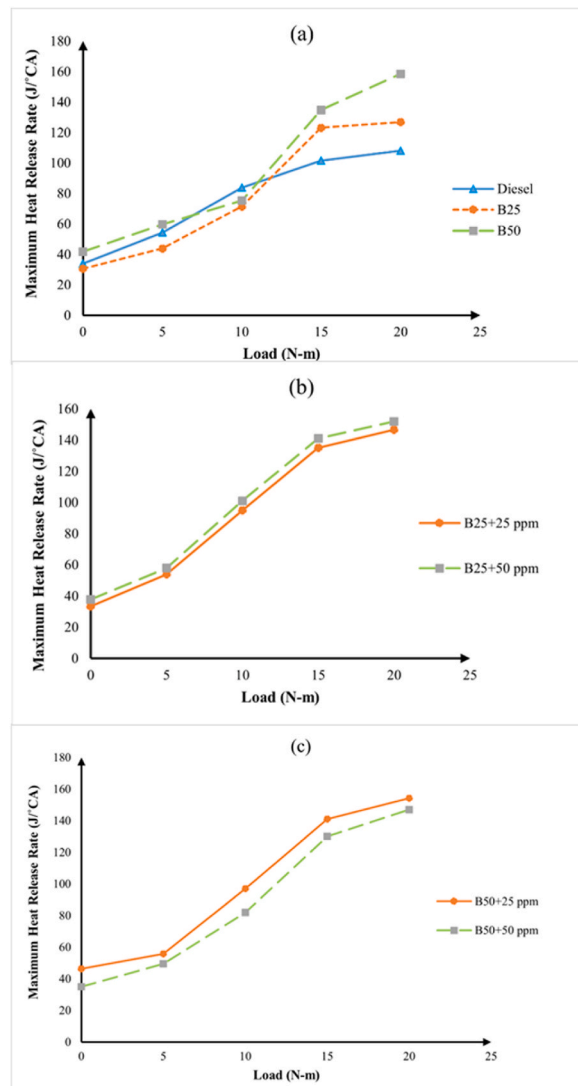 (a)
Maximum Heat Release Rate (J/°CA)
180
160
140
120
100
80
60
40
20
0
0 5 10 15 20 25
Load (N-m)
Diesel
B25
B50
(b)
Maximum Heat Release Rate (J/°CA)
160
140
120
100
80
60
40
20
0
0 5 10 15 20 25
Load (N-m)
B25+25 ppm
B25+50 ppm
(c)
Maximum Heat Release Rate (J/°CA)
180
160
140
120
100
80
60
40
20
0
0 5 10 15 20 25
Load (N-m)
B50+25 ppm
B50+50 ppm